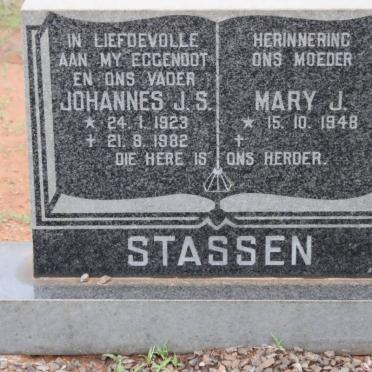 IN LIEFDEVOLLE HERINNERING
AAN MY EGGENOOT ONS MOEDER
EN ONS VADER
JOHANNES J.S. MARY J.
* 24.1.1923 * 15.10.1948
✝ 21.8.1982 ✝
DIE HERE IS ONS HERDER.
STASSEN